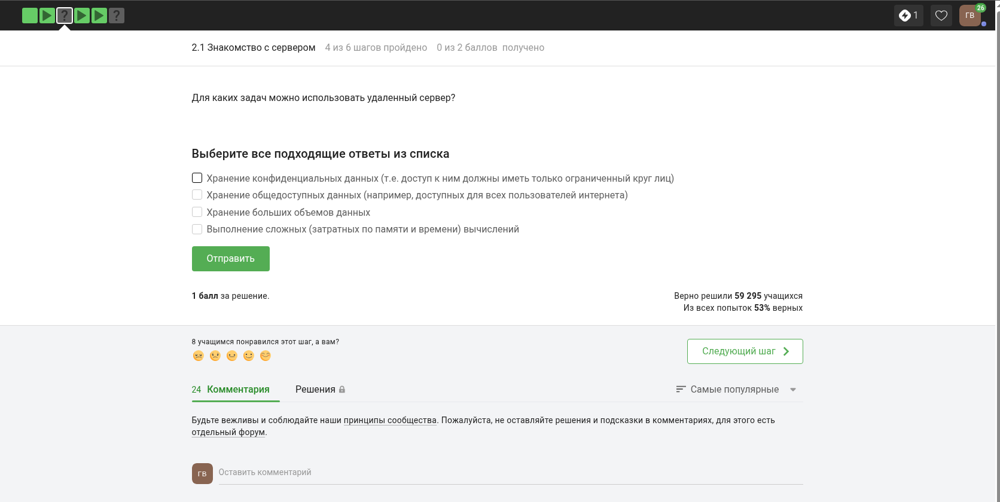 ? ?
1
ГВ
26
2.1 Знакомство с сервером 4 из 6 шагов пройдено 0 из 2 баллов получено
Для каких задач можно использовать удаленный сервер?
Выберите все подходящие ответы из списка
Хранение конфиденциальных данных (т.е. доступ к ним должны иметь только ограниченный круг лиц)
Хранение общедоступных данных (например, доступных для всех пользователей интернета)
Хранение больших объемов данных
Выполнение сложных (затратных по памяти и времени) вычислений
Отправить
1 балл за решение.
Верно решили 59 295 учащихся
Из всех попыток 53% верных
8 учащимся понравился этот шаг, а вам?
Следующий шаг
24 Комментария Решения
Самые популярные
Будьте вежливы и соблюдайте наши принципы сообщества. Пожалуйста, не оставляйте решения и подсказки в комментариях, для этого есть
отдельный форум.
ГВ
Оставить комментарий